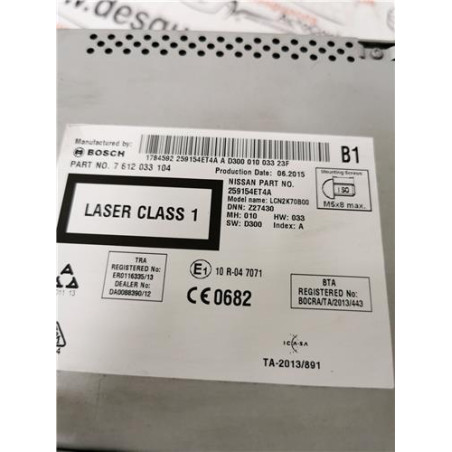 www.desgu
Manufactured by:
BOSCH
PART NO. 7 612 033 104
1784592 259154ET4A A D300 010 033 23F
B1
Production Date: 06.2015
NISSAN PART NO.
259154ET4A
Model name: LCN2K70B00
DNN: Z27430
MH: 010 HW: 033
SW: D300 Index: A
Mounting Screws
M5x8 max.
LASER CLASS 1
TRA
REGISTERED No:
ER0116335/13
DEALER No:
DA0088390/12
E1 10 R-04 7071
CE0682
BTA
REGISTERED No:
BOCRA/TA/2013/443
ICASA
TA-2013/891